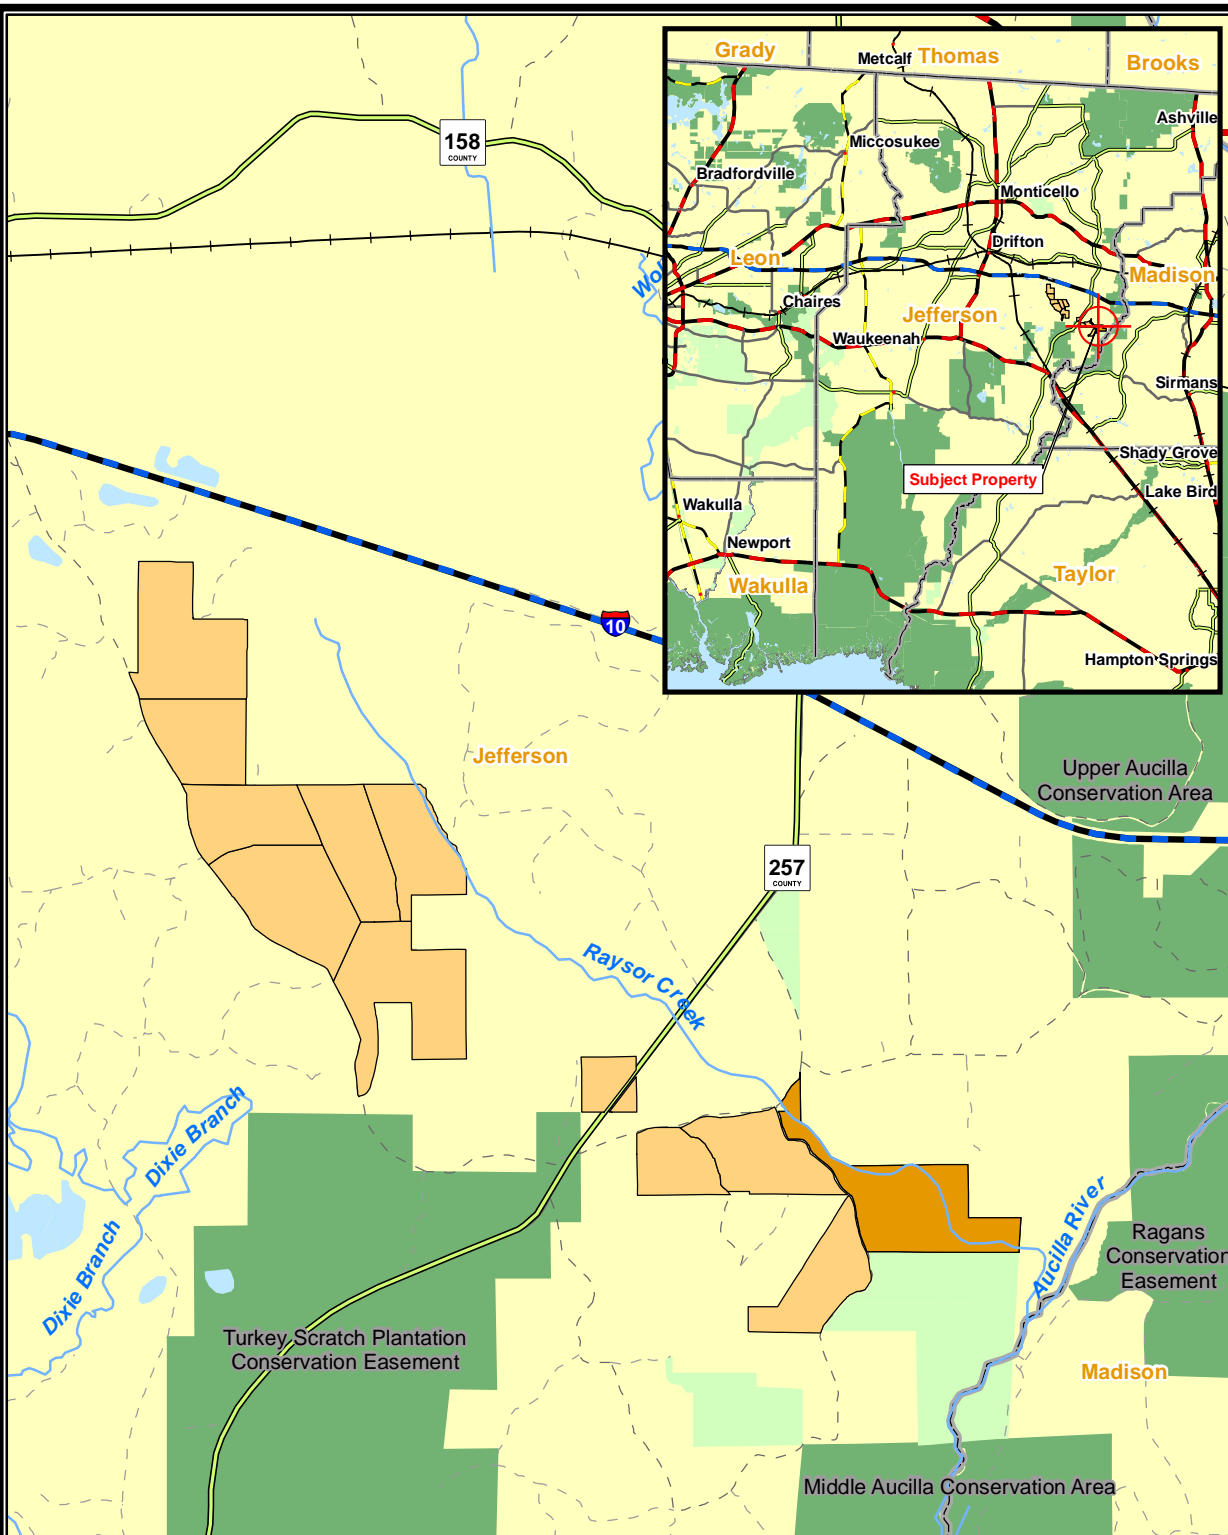 Grady
Metcalf
Thomas
Brooks
Ashville
Miccosukee
Bradfordville
Monticello
Drifton
Leon
Madison
Chaires
Jefferson
Waukeenah
Sirmans
Shady Grove
Subject Property
Lake Bird
Wakulla
Newport
Taylor
Wakulla
Hampton Springs
158
COUNTY
Wol
10
Jefferson
Upper Aucilla
Conservation Area
257
COUNTY
Raysor Creek
Dixie Branch
Dixie Branch
Aucilla River
Ragans
Conservation
Easement
Turkey Scratch Plantation
Conservation Easement
Madison
Middle Aucilla Conservation Area